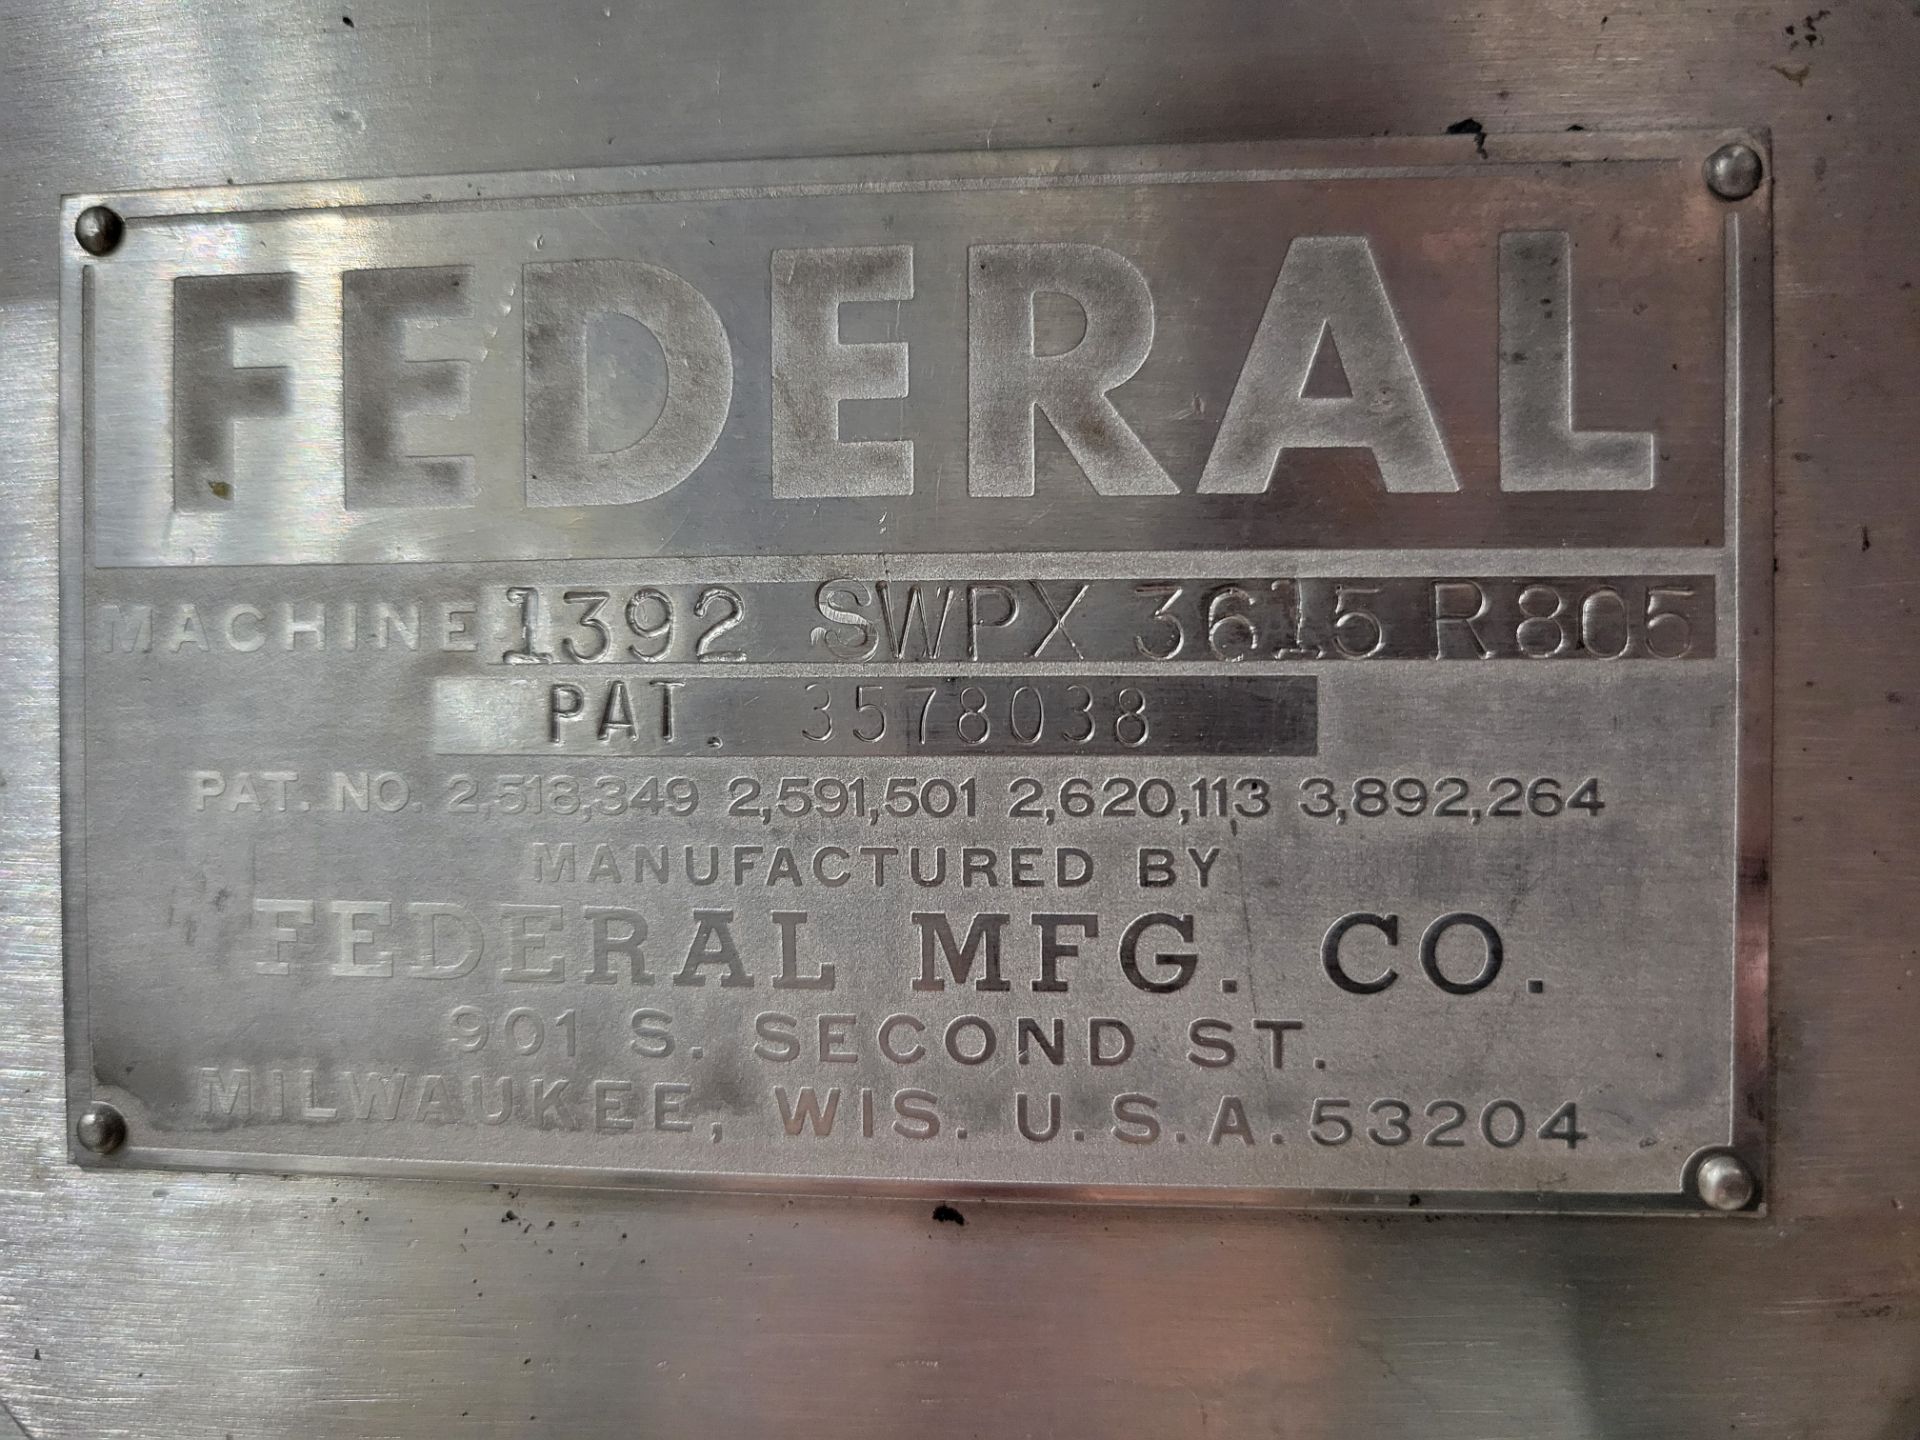 FEDERAL
MACHINE 1392 SWPX 3615 R805
PAT. 3578038
PAT. NO. 2,518,349 2,591,501 2,620,113 3,892,264
MANUFACTURED BY
FEDERAL MFG. CO.
901 S. SECOND ST.
MILWAUKEE, WIS. U.S.A. 53204